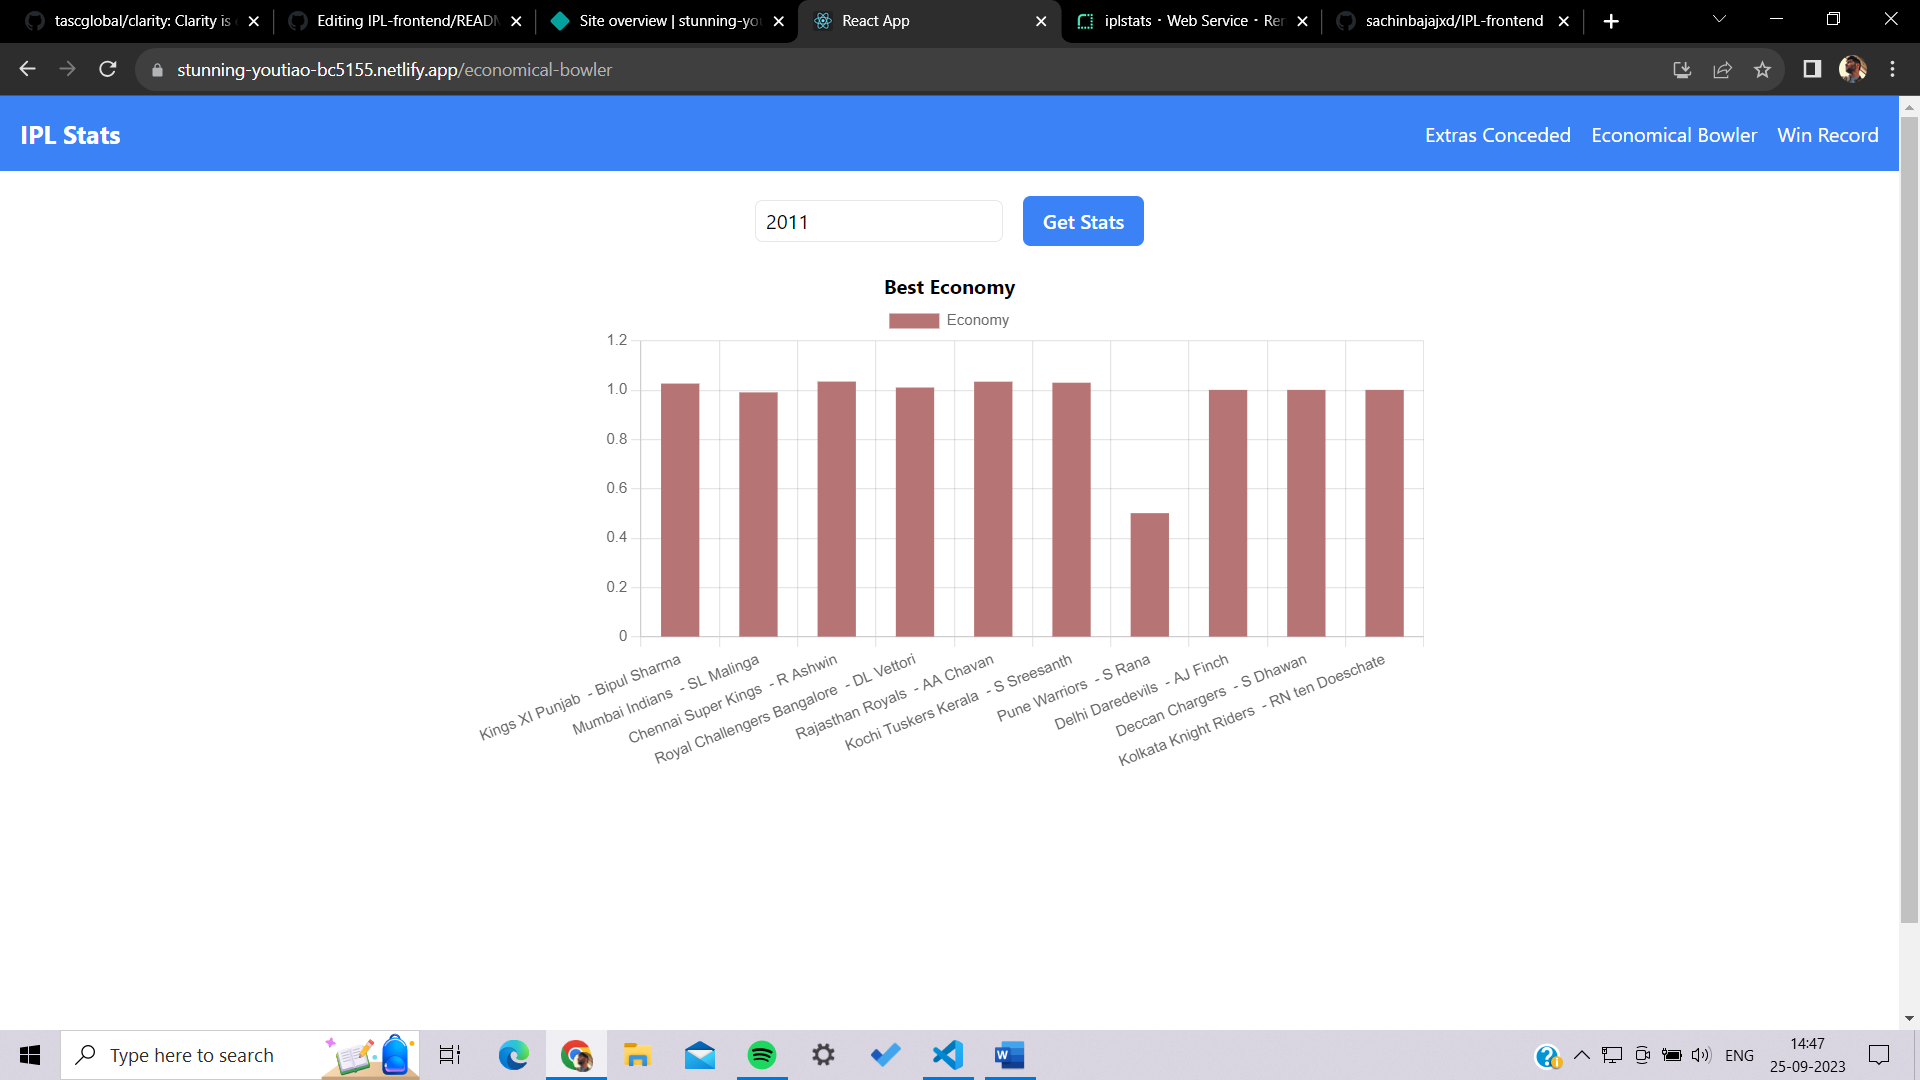 tascglobal/clarity: Clarity is
Editing IPL-frontend/READM
Site overview | stunning-you
React App
iplstats · Web Service · Ren
sachinbajajxd/IPL-frontend
stunning-youtiao-bc5155.netlify.app/economical-bowler
IPL Stats
Extras Conceded
Economical Bowler
Win Record
2011
Get Stats
Best Economy
Economy
1.2
1.0
0.8
0.6
0.4
0.2
0
Kings XI Punjab - Bipul Sharma
Mumbai Indians - SL Malinga
Chennai Super Kings - R Ashwin
Royal Challengers Bangalore - DL Vettori
Rajasthan Royals - AA Chavan
Kochi Tuskers Kerala - S Sreesanth
Pune Warriors - S Rana
Delhi Daredevils - AJ Finch
Deccan Chargers - S Dhawan
Kolkata Knight Riders - RN ten Doeschate
Type here to search
ENG
14:47
25-09-2023